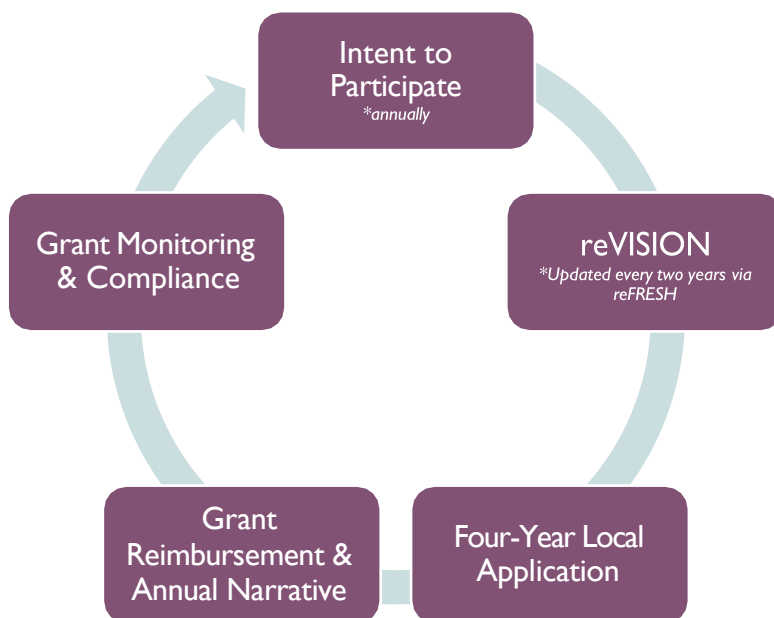 Intent to
Participate
*annually
reVISION
*Updated every two years via
reFRESH
Four-Year Local
Application
Grant
Reimbursement &
Annual Narrative
Grant Monitoring
& Compliance